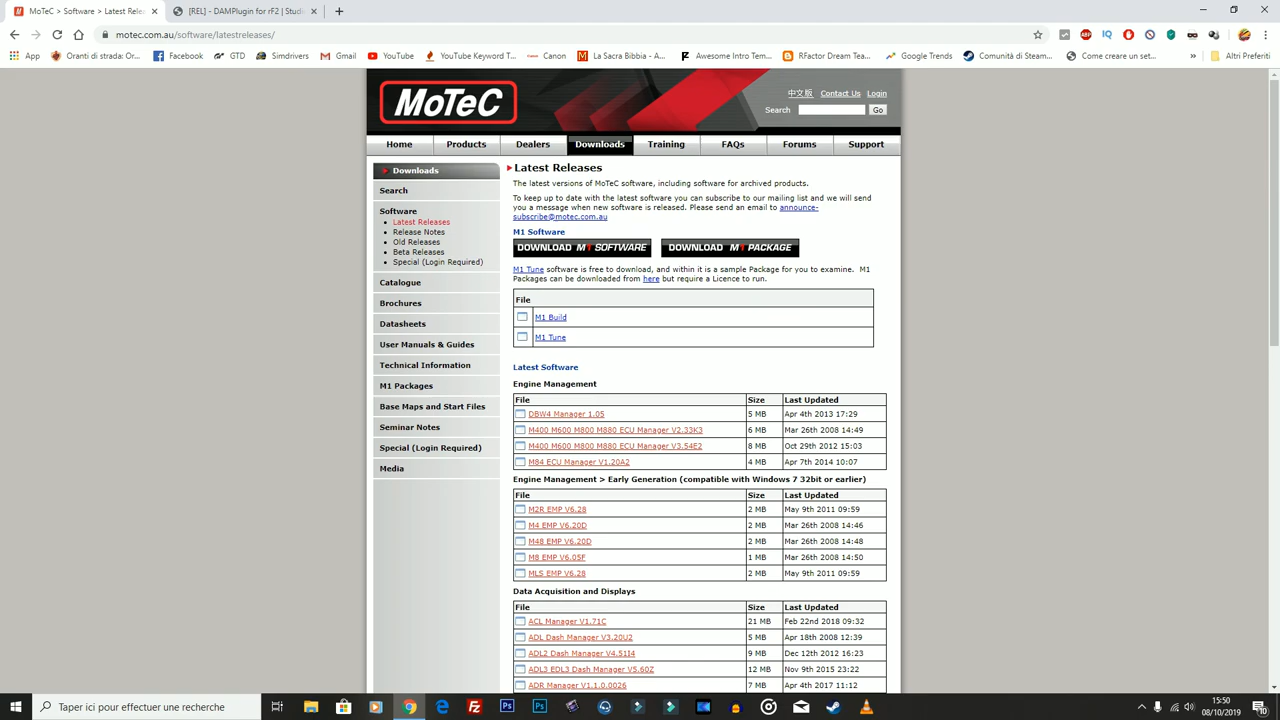 MoTeC > Software > Latest Rele
[REL] - DAMPlugin for rF2 | Studi
motec.com.au/software/latestreleases/
App
Oranti di strada: Or...
Facebook
GTD
Simdrivers
Gmail
YouTube
YouTube Keyword T...
Canon
La Sacra Bibbia - A...
Awesome Intro Tem...
RFactor Dream Tea...
Google Trends
Comunità di Steam...
Come creare un set...
Altri Preferiti
MoTeC
中文版 Contact Us Login
Search Go
Home Products Dealers Downloads Training FAQs Forums Support
Downloads
Search
Software
Latest Releases
Release Notes
Old Releases
Beta Releases
Special (Login Required)
Catalogue
Brochures
Datasheets
User Manuals & Guides
Technical Information
M1 Packages
Base Maps and Start Files
Seminar Notes
Special (Login Required)
Media
Latest Releases
The latest versions of MoTeC software, including software for archived products.
To keep up to date with the latest software you can subscribe to our mailing list and we will
send you a message when new software is released. Please send an email to announce-
subscribe@motec.com.au
M1 Software
DOWNLOAD M1 SOFTWARE DOWNLOAD M1 PACKAGE
M1 Tune software is free to download, and within it is a sample Package for you to examine. M1
Packages can be downloaded from here but require a Licence to run.
File
M1 Build
M1 Tune
Latest Software
Engine Management
File Size Last Updated
DBW4 Manager 1.05 5 MB Apr 4th 2013 17:29
M400 M600 M800 M880 ECU Manager V2.33K3 6 MB Mar 26th 2008 14:49
M400 M600 M800 M880 ECU Manager V3.54E2 8 MB Oct 29th 2012 15:03
M84 ECU Manager V1.20A2 4 MB Apr 7th 2014 10:07
Engine Management > Early Generation (compatible with Windows 7 32bit or earlier)
File Size Last Updated
M2R EMP V6.28 2 MB May 9th 2011 09:59
M4 EMP V6.20D 2 MB Mar 26th 2008 14:46
M48 EMP V6.20D 2 MB Mar 26th 2008 14:48
M8 EMP V6.05F 1 MB Mar 26th 2008 14:50
MLS EMP V6.28 2 MB May 9th 2011 09:59
Data Acquisition and Displays
File Size Last Updated
ACL Manager V1.71C 21 MB Feb 22nd 2018 09:32
ADL Dash Manager V3.20U2 5 MB Apr 18th 2008 12:39
ADL2 Dash Manager V4.51I4 9 MB Dec 12th 2012 16:23
ADL3 EDL3 Dash Manager V5.60Z 12 MB Nov 9th 2015 23:22
ADR Manager V1.1.0.0026 7 MB Apr 4th 2017 11:12
Taper ici pour effectuer une recherche
15:50
08/10/2019